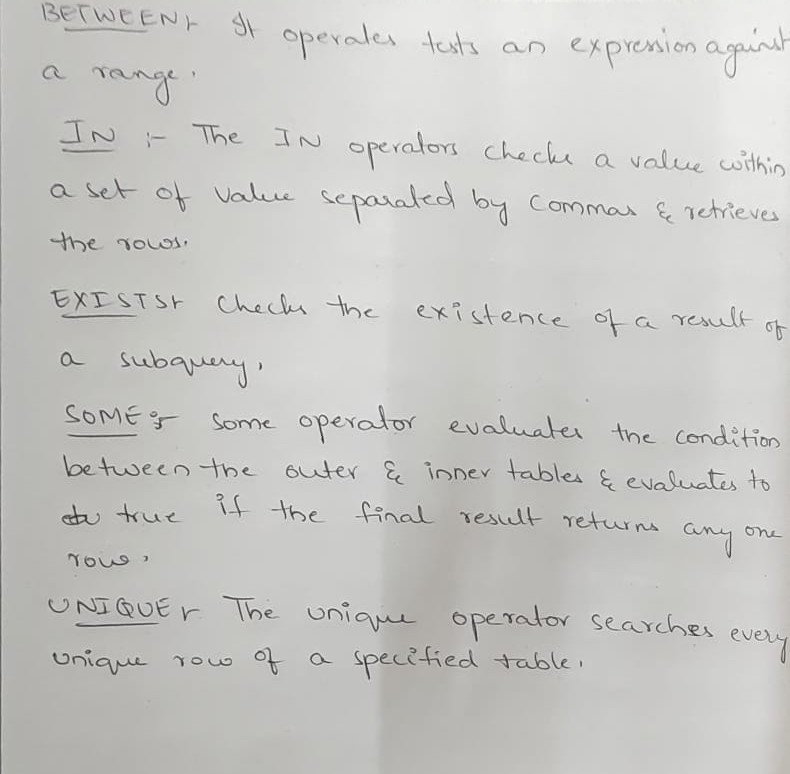 BETWEEN:- It operates tests an expression against
a range.
IN :- The IN operators checks a value within
a set of value separated by commas & retrieves
the rows.
EXISTS:- Checks the existence of a result of
a subquery.
SOME:- Some operator evaluates the condition
between the outer & inner tables & evaluates to
true if the final result returns any one
row.
UNIQUE:- The unique operator searches every
unique row of a specified table.